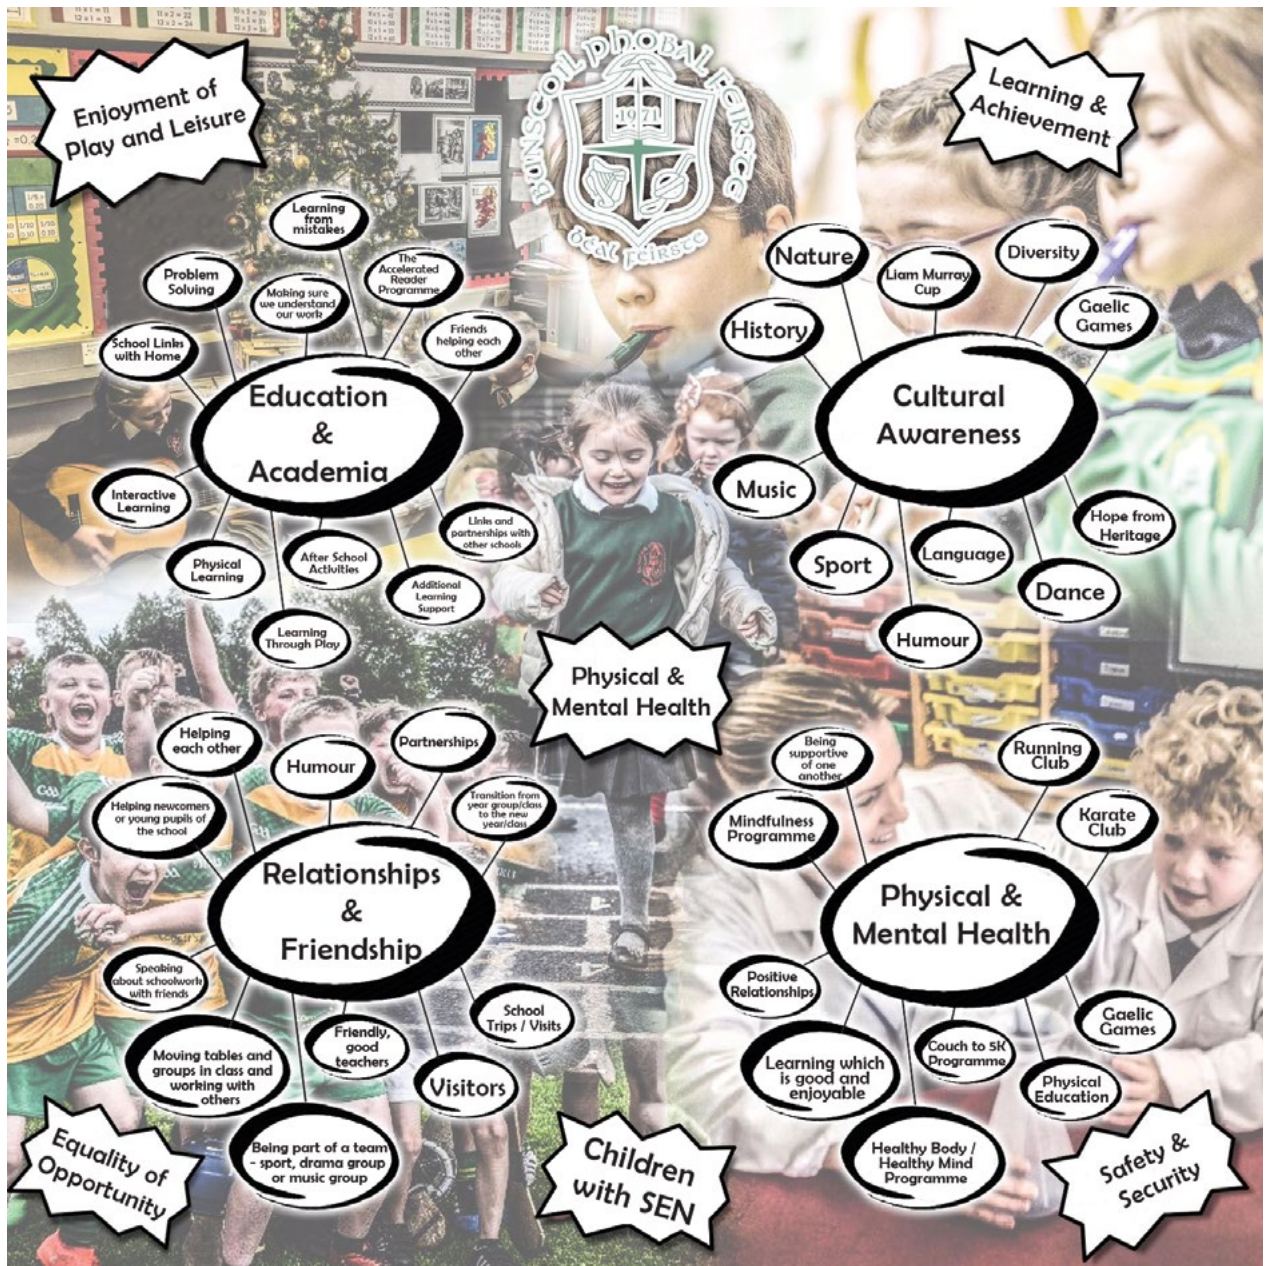 Enjoyment of
Play and Leisure
BUNSCOIL PHOBAL FEIRSTE
1971
BÉAL FEIRSTE
Learning &
Achievement
Learning
from
mistakes
Problem
Solving
Making sure
we understand
our work
The
Accelerated
Reader
Programme
School Links
with Home
Friends
helping each
other
Education
&
Academia
Interactive
Learning
Physical
Learning
After School
Activities
Links and
partnerships with
other schools
Additional
Learning
Support
Learning
Through Play
Nature
Liam Murray
Cup
Diversity
History
Gaelic
Games
Cultural
Awareness
Music
Sport
Language
Hope from
Heritage
Dance
Humour
Physical &
Mental Health
Helping
each other
Humour
Partnerships
Helping newcomers
or young pupils of
the school
Transition from
year group/class
to the new
year/class
Relationships
&
Friendship
Speaking
about schoolwork
with friends
Moving tables and
groups in class and
working with
others
Friendly,
good
teachers
School
Trips / Visits
Visitors
Being part of a team
- sport, drama group
or music group
Being
supportive
of one
another
Running
Club
Mindfulness
Programme
Karate
Club
Physical &
Mental Health
Positive
Relationships
Learning which
is good and
enjoyable
Couch to 5K
Programme
Gaelic
Games
Physical
Education
Healthy Body /
Healthy Mind
Programme
Equality of
Opportunity
Children
with SEN
Safety &
Security